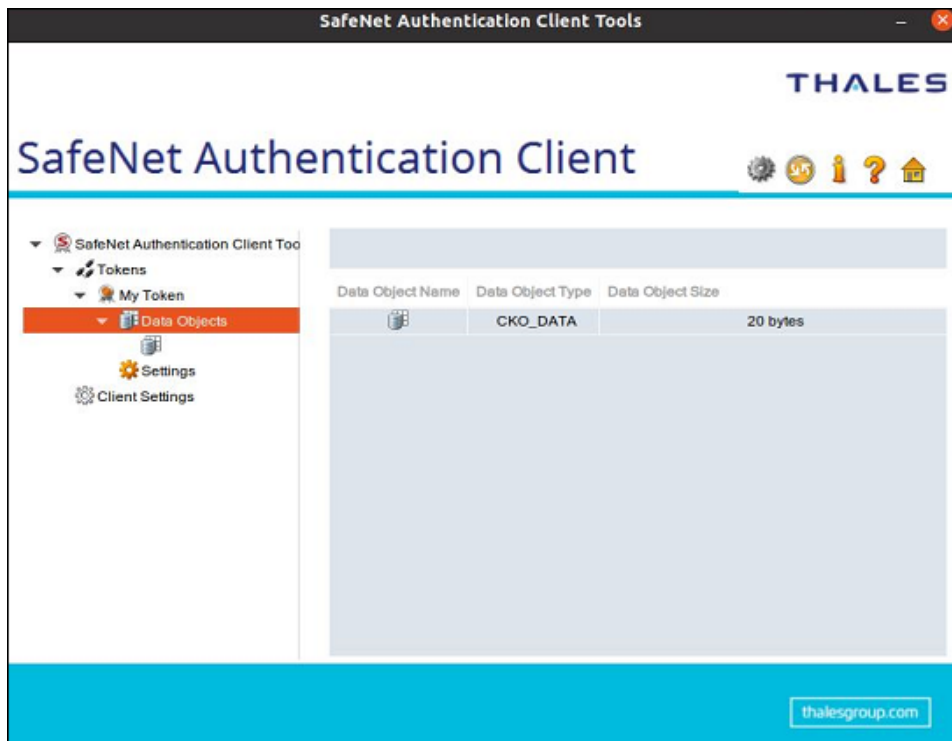 SafeNet Authentication Client Tools
THALES
SafeNet Authentication Client
SafeNet Authentication Client Too
Tokens
My Token
Data Objects
Settings
Client Settings
Data Object Name Data Object Type Data Object Size
CKO_DATA 20 bytes
thalesgroup.com